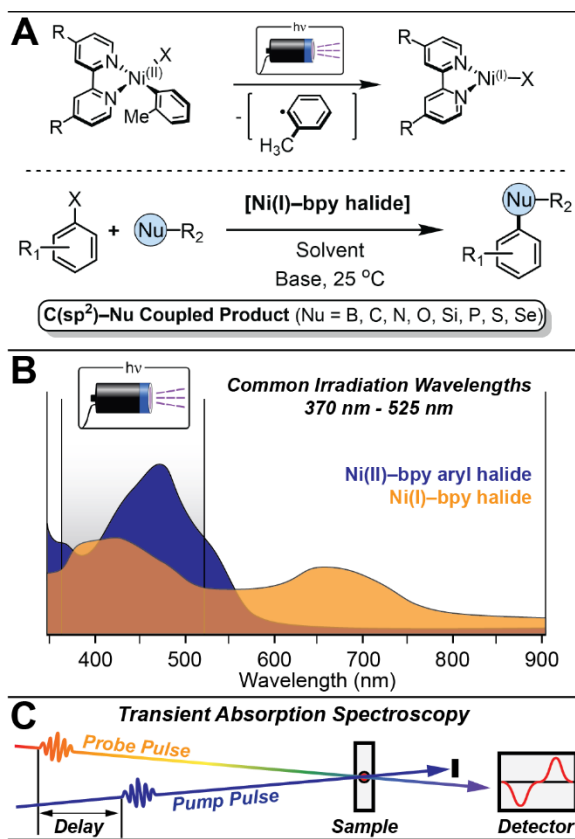 A
hν
R
N
Ni(II)
X
N
Me
R
-
•
H3C
R
N
Ni(I)–X
N
R
X
R1
+
Nu
R2
[Ni(I)–bpy halide]
Solvent
Base, 25 °C
Nu
R2
R1
C(sp2)–Nu Coupled Product (Nu = B, C, N, O, Si, P, S, Se)
B
hν
Common Irradiation Wavelengths
370 nm - 525 nm
Ni(II)–bpy aryl halide
Ni(I)–bpy halide
400 500 600 700 800 900
Wavelength (nm)
C
Transient Absorption Spectroscopy
Probe Pulse
Pump Pulse
Delay
Sample
Detector